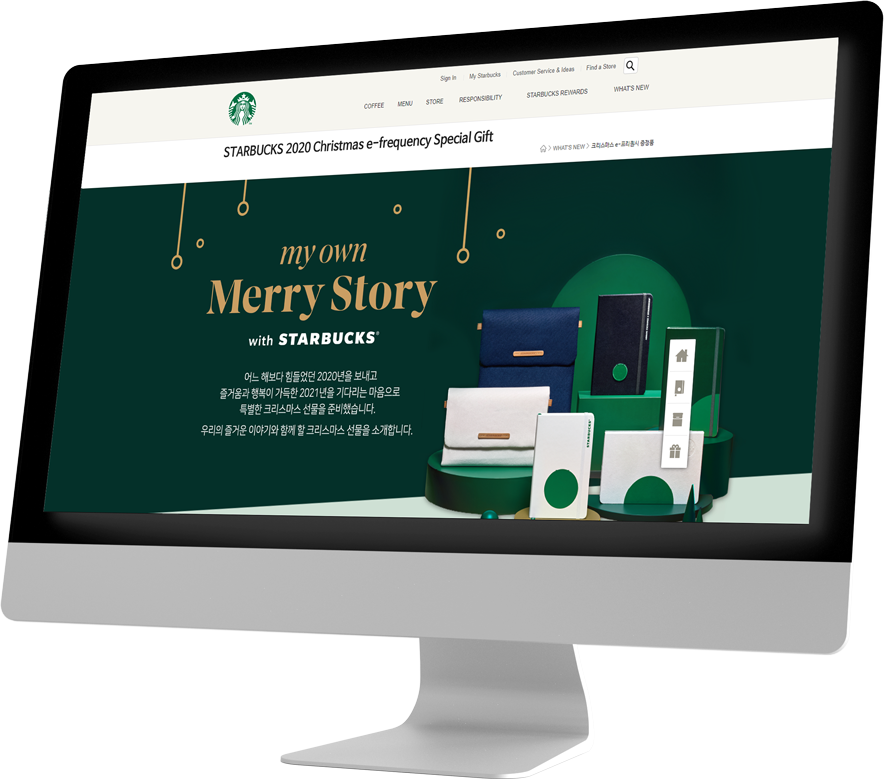 Sign In
My Starbucks
Customer Service & Ideas
Find a Store
COFFEE
MENU
STORE
RESPONSIBILITY
STARBUCKS REWARDS
WHAT'S NEW
STARBUCKS 2020 Christmas e-frequency Special Gift
WHAT'S NEW > 크리스마스 e-프리퀀시 증정품
my own
Merry Story
with STARBUCKS®
어느 해보다 힘들었던 2020년을 보내고
즐거움과 행복이 가득한 2021년을 기다리는 마음으로
특별한 크리스마스 선물을 준비했습니다.
우리의 즐거운 이야기와 함께 할 크리스마스 선물을 소개합니다.
STARBUCKS